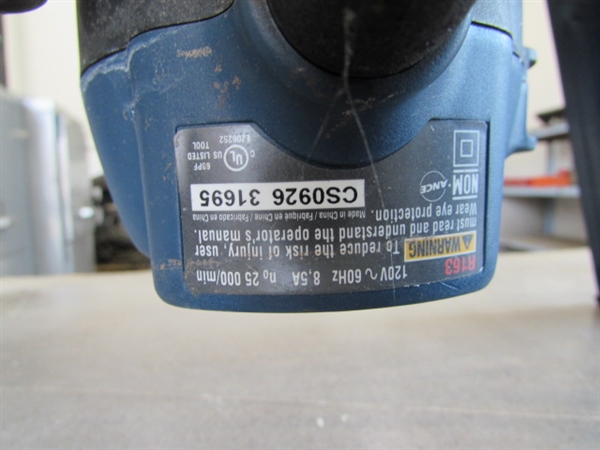 R163
120V ∿ 60Hz 8,5A n₀ 25 000/min
⚠ WARNING To reduce the risk of injury, user
must read and understand the operator's manual.
Wear eye protection.
Made in China / Fabriqué en Chine / Fabricado en China
CS0926 31695
NOM
-ANCE
C UL US LISTED
65PF
TOOL
E206252